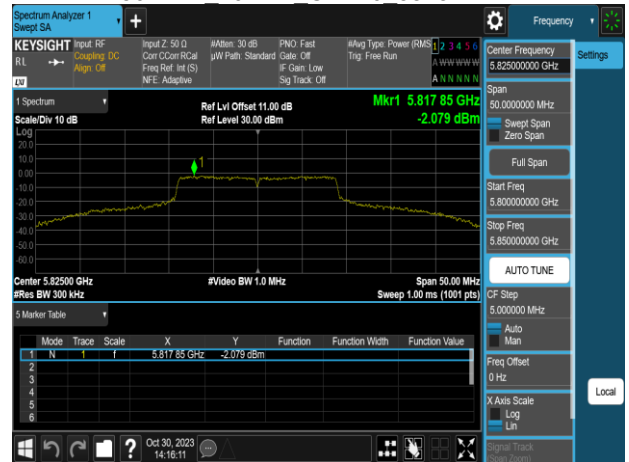 Spectrum Analyzer 1
Swept SA
Frequency
KEYSIGHT
RL
LXI
Input: RF
Coupling: DC
Align: Off
Input Z: 50 Ω
Corr CCorr RCal
Freq Ref: Int (S)
NFE: Adaptive
#Atten: 30 dB
µW Path: Standard
PNO: Fast
Gate: Off
IF Gain: Low
Sig Track: Off
#Avg Type: Power (RMS
Trig: Free Run
1 2 3 4 5 6
A W W W W W
A N N N N N
Center Frequency
5.825000000 GHz
Settings
Span
50.0000000 MHz
Swept Span
Zero Span
Full Span
Start Freq
5.800000000 GHz
Stop Freq
5.850000000 GHz
AUTO TUNE
CF Step
5.000000 MHz
Auto
Man
Freq Offset
0 Hz
X Axis Scale
Log
Lin
Signal Track
(Span Zoom)
Local
1 Spectrum
Scale/Div 10 dB
Ref Lvl Offset 11.00 dB
Ref Level 30.00 dBm
Mkr1 5.817 85 GHz
-2.079 dBm
Log
20.0
10.0
0.00
-10.0
-20.0
-30.0
-40.0
-50.0
-60.0
1
Center 5.82500 GHz
#Video BW 1.0 MHz
Span 50.00 MHz
#Res BW 300 kHz
Sweep 1.00 ms (1001 pts)
5 Marker Table
Mode Trace Scale X Y Function Function Width Function Value
1 N 1 f 5.817 85 GHz -2.079 dBm
2
3
4
5
6
Oct 30, 2023
14:16:11